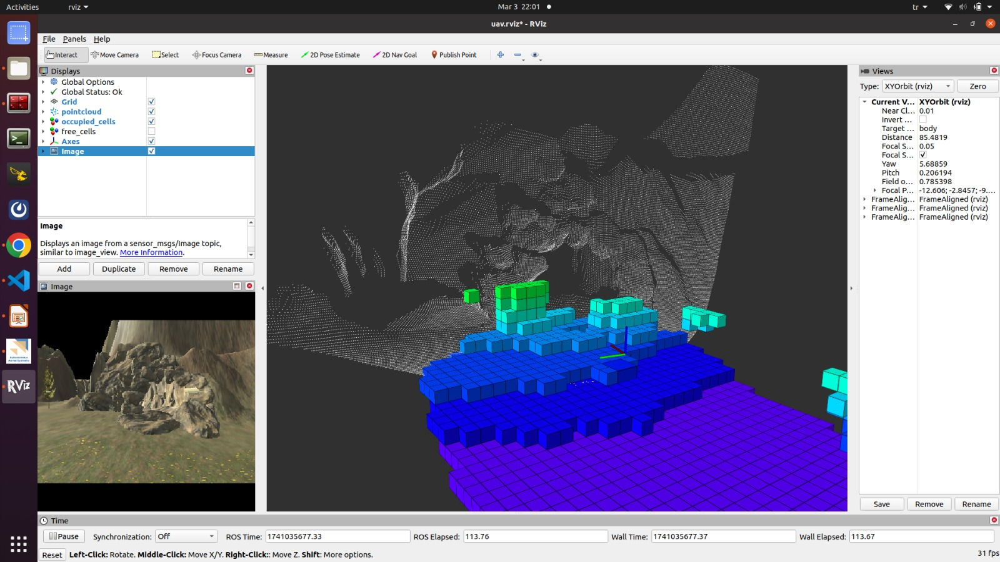 Activities rviz Mar 3 22:01 tr
uav.rviz* - RViz
File Panels Help
Interact Move Camera Select Focus Camera Measure 2D Pose Estimate 2D Nav Goal Publish Point
Displays
Global Options
Global Status: Ok
Grid
pointcloud
occupied_cells
free_cells
Axes
Image
Image
Displays an image from a sensor_msgs/Image topic,
similar to image_view. More Information.
Add Duplicate Remove Rename
Image
Views
Type: XYOrbit (rviz) Zero
Current V... XYOrbit (rviz)
Near Cl... 0.01
Invert ...
Target ... body
Distance 85.4819
Focal S... 0.05
Focal S...
Yaw 5.68859
Pitch 0.206194
Field o... 0.785398
Focal P... -12.606; -2.8457; -9....
FrameAlig... FrameAligned (rviz)
FrameAlig... FrameAligned (rviz)
FrameAlig... FrameAligned (rviz)
Save Remove Rename
RViz
Time
Pause Synchronization: Off ROS Time: 1741035677.33 ROS Elapsed: 113.76 Wall Time: 1741035677.37 Wall Elapsed: 113.67
Reset Left-Click: Rotate. Middle-Click: Move X/Y. Right-Click:: Move Z. Shift: More options. 31 fps